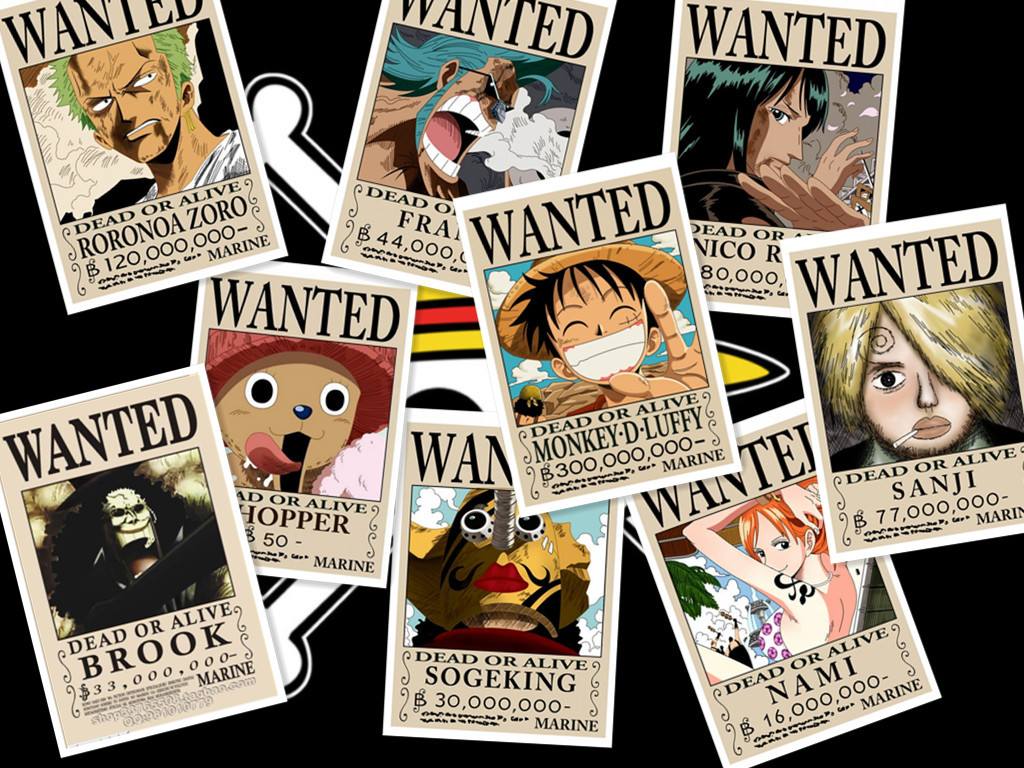 WANTED
DEAD OR ALIVE
RORONOA ZORO
฿120,000,000-
MARINE
WANTED
DEAD O
FRA
฿44,000,
WANTED
DEAD OR A
NICO R
80,000,
WANTED
DEAD OR ALIVE
MONKEY·D·LUFFY
฿300,000,000-
MARINE
WANTED
DEAD OR ALIVE
SANJI
฿ 77,000,000-
MARIN
WANTED
AD OR ALIVE
HOPPER
฿ 50 -
MARINE
WANTED
DEAD OR ALIVE
BROOK
฿33,000,000-
MARINE
WAN
DEAD OR ALIVE
SOGEKING
฿ 30,000,000-
MARINE
WANTE
DEAD OR ALIVE
NAMI
฿ 16,000,000-
MARINE